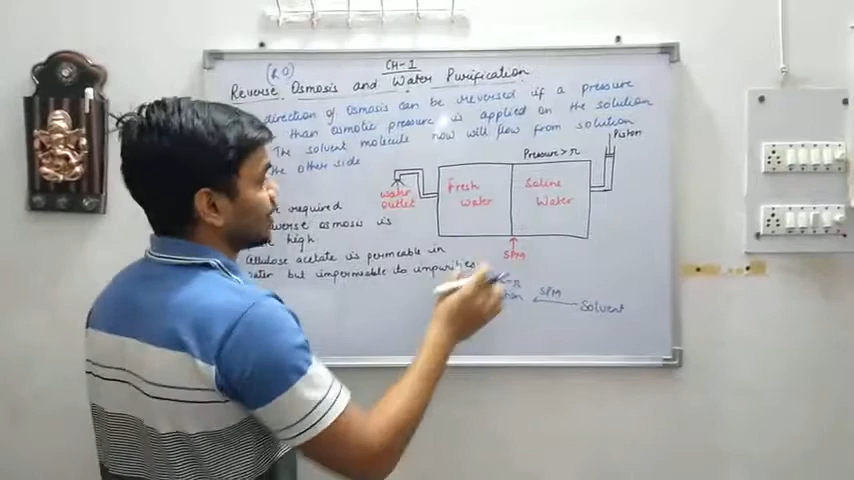 (RO)
CH-1
Reverse Osmosis and Water Purification
direction of Osmosis can be reversed if a pressure
than osmotic pressure is applied on the solution
The solvent molecule now will flow from solution
the other side
Pressure > π
Piston
Water
Outlet
Fresh
Water
Saline
Water
SPM
required
reverse osmosis is
high
Cellulose acetate is permeable in
but impermeable to impurities
SPM
Solvent